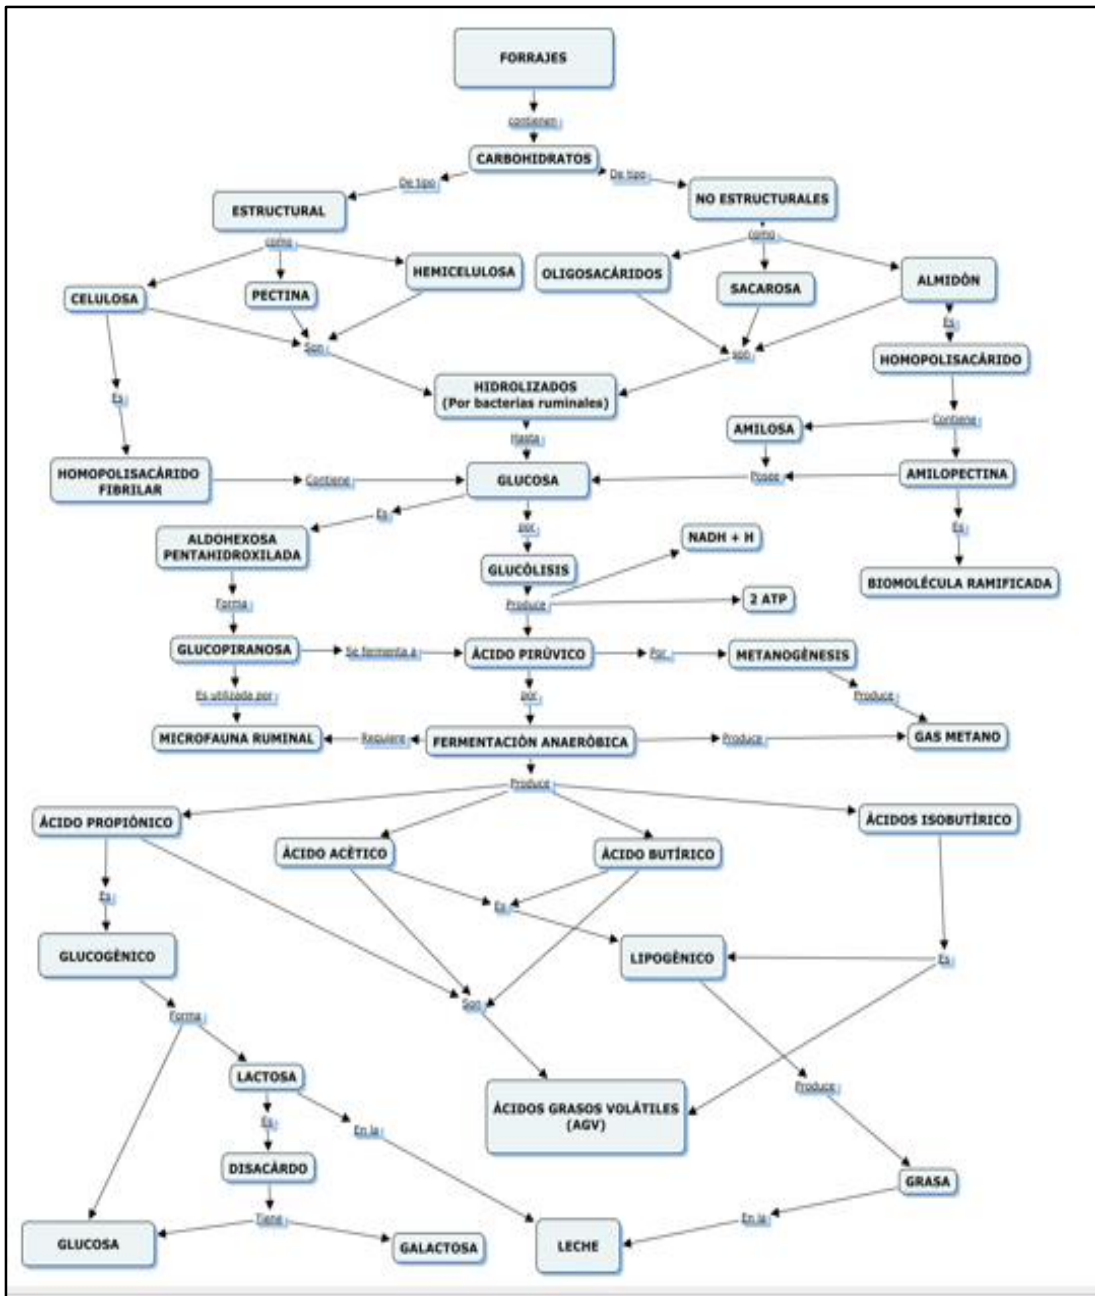 FORRAJES
contienen
CARBOHIDRATOS
De tipo
De tipo
ESTRUCTURAL
NO ESTRUCTURALES
como
como
HEMICELULOSA
OLIGOSACÁRIDOS
ALMIDÓN
CELULOSA
PECTINA
SACAROSA
Es
Son
son
HOMOPOLISACÁRIDO
HIDROLIZADOS
(Por bacterias ruminales)
Es
AMILOSA
Contiene
Hasta
HOMOPOLISACÁRIDO
FIBRILAR
Contiene
GLUCOSA
Posee
AMILOPECTINA
Es
por
Es
ALDOHEXOSA
PENTAHIDROXILADA
NADH + H
GLUCÓLISIS
BIOMOLÉCULA RAMIFICADA
Forma
Produce
2 ATP
GLUCOPIRANOSA
Se fermenta a
ÁCIDO PIRÚVICO
Por
METANOGÉNESIS
Es utilizada por
por
Produce
MICROFAUNA RUMINAL
Requiere
FERMENTACIÓN ANAERÓBICA
Produce
GAS METANO
Produce
ÁCIDO PROPIÓNICO
ÁCIDOS ISOBUTÍRICO
ÁCIDO ACÉTICO
ÁCIDO BUTÍRICO
Es
Es
GLUCOGÉNICO
LIPOGÉNICO
Es
Son
Forma
LACTOSA
Produce
ÁCIDOS GRASOS VOLÁTILES
(AGV)
Es
En la
DISACÁRDO
GRASA
Tiene
En la
GLUCOSA
GALACTOSA
LECHE